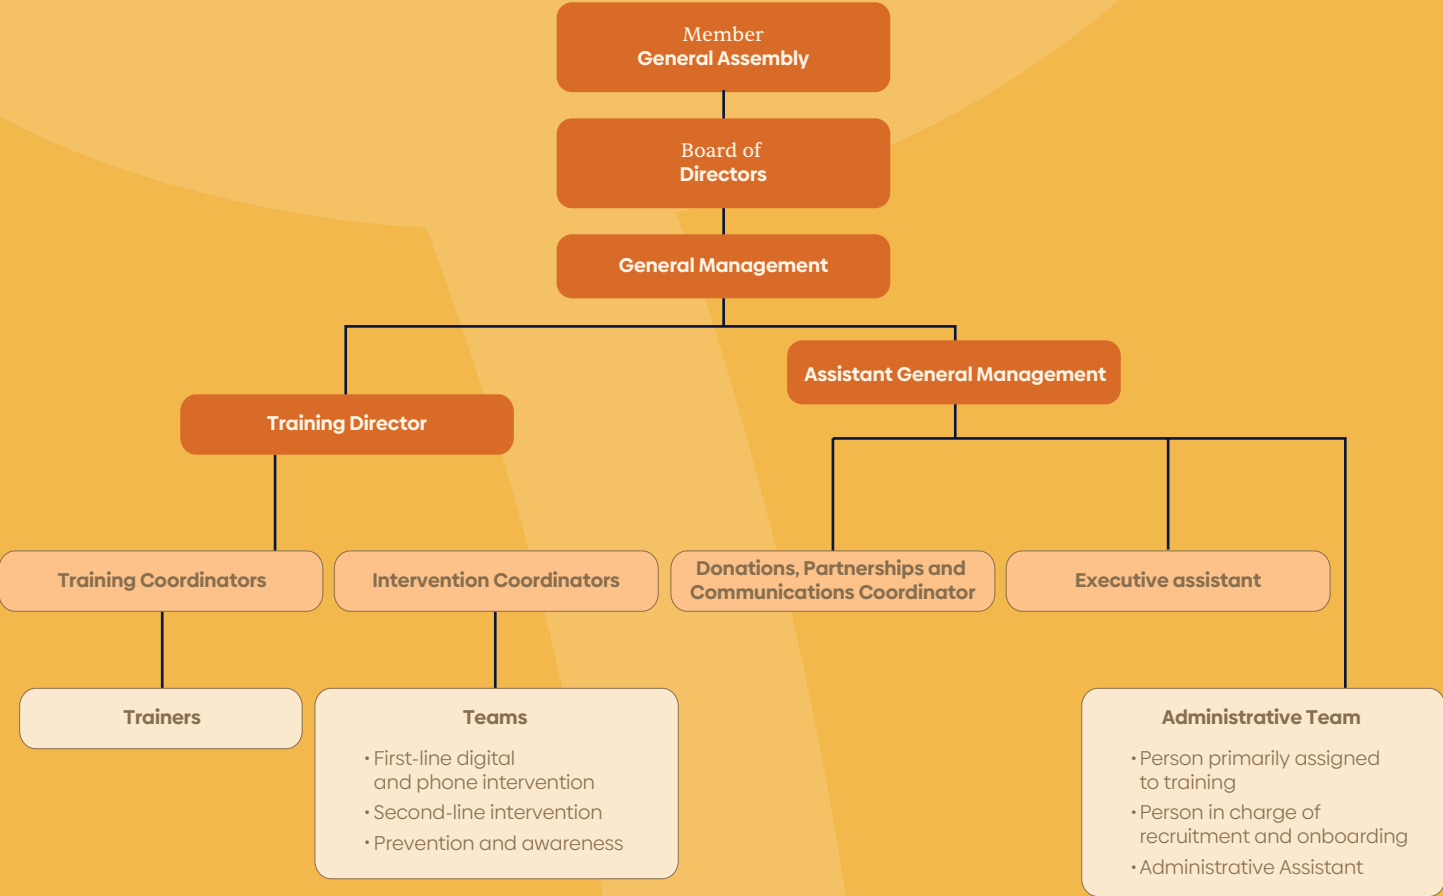 Member
General Assembly
Board of
Directors
General Management
Assistant General Management
Training Director
Training Coordinators
Intervention Coordinators
Donations, Partnerships and
Communications Coordinator
Executive assistant
Trainers
Teams
• First-line digital
and phone intervention
• Second-line intervention
• Prevention and awareness
Administrative Team
• Person primarily assigned
to training
• Person in charge of
recruitment and onboarding
• Administrative Assistant